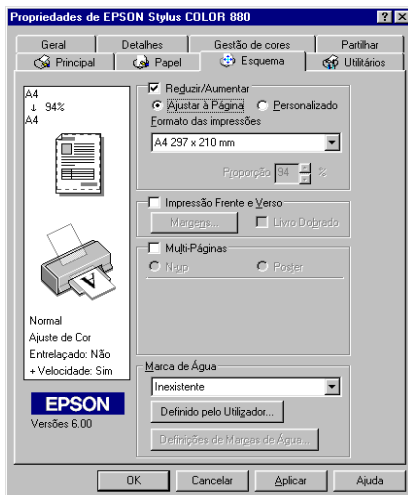 Propriedades de EPSON Stylus COLOR 880
Geral Detalhes Gestão de cores Partilhar
Principal Papel Esquema Utilitários
A4
↓ 94%
A4
Reduzir/Aumentar
Ajustar à Página Personalizado
Formato das impressões
A4 297 x 210 mm
Proporção 94 %
Impressão Frente e Verso
Margens... Livro Dobrado
Multi-Páginas
N-up Poster
Normal
Ajuste de Cor
Entrelaçado: Não
+ Velocidade: Sim
EPSON
Versões 6.00
Marca de Água
Inexistente
Definido pelo Utilizador...
Definições de Marcas de Água...
OK Cancelar Aplicar Ajuda